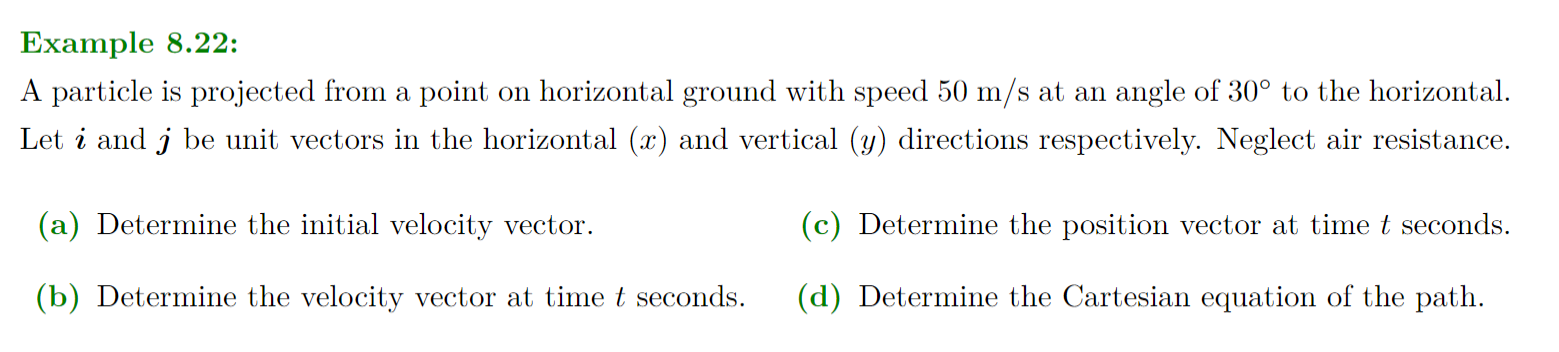 Example 8.22:
A particle is projected from a point on horizontal ground with speed 50 m/s at an angle of 30° to the horizontal.
Let i and j be unit vectors in the horizontal (x) and vertical (y) directions respectively. Neglect air resistance.
(a) Determine the initial velocity vector.
(c) Determine the position vector at time t seconds.
(b) Determine the velocity vector at time t seconds.
(d) Determine the Cartesian equation of the path.